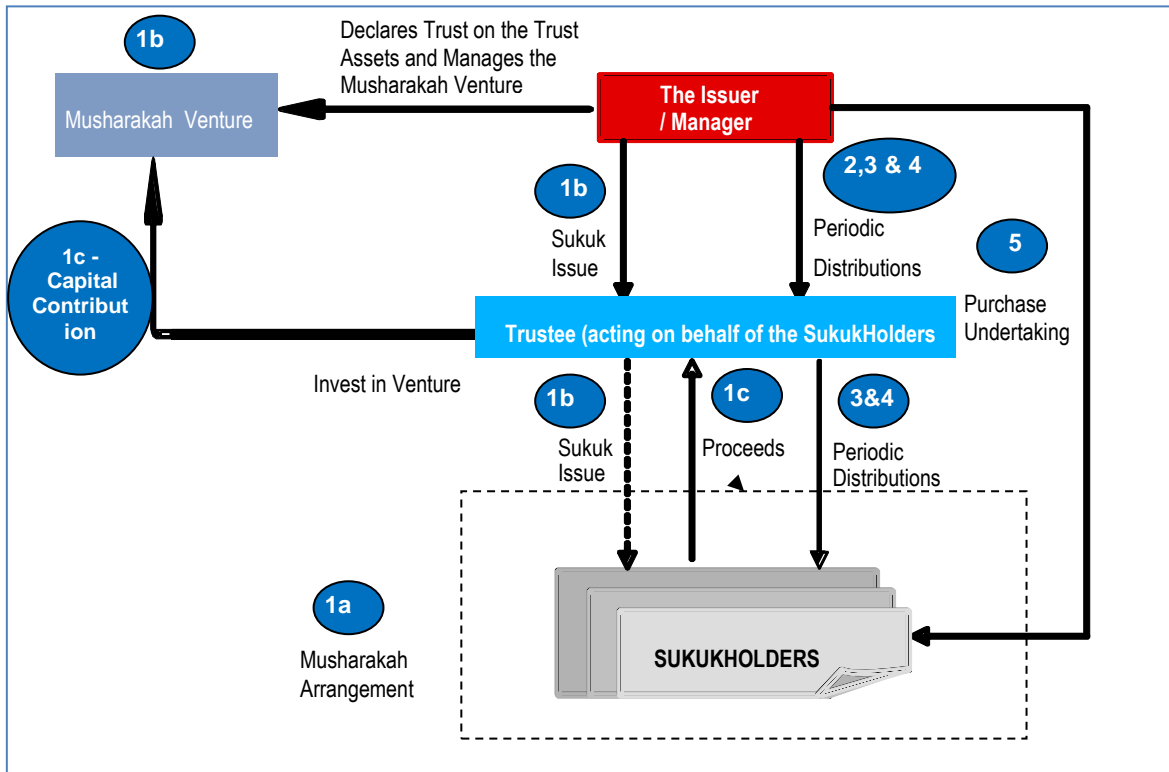 1b
Declares Trust on the Trust
Assets and Manages the
Musharakah Venture
Musharakah Venture
The Issuer
/ Manager
1b
Sukuk
Issue
2,3 & 4
Periodic
Distributions
5
Purchase
Undertaking
1c -
Capital
Contribut
ion
Trustee (acting on behalf of the SukukHolders
Invest in Venture
1b
Sukuk
Issue
1c
Proceeds
3&4
Periodic
Distributions
1a
Musharakah
Arrangement
SUKUKHOLDERS